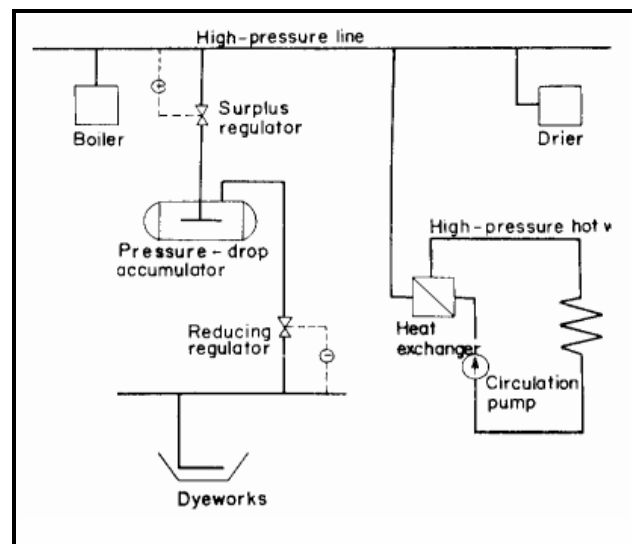 High-pressure line
Surplus
regulator
Boiler
Drier
Pressure - drop
accumulator
High-pressure hot w
Reducing
regulator
Heat
exchanger
Circulation
pump
Dyeworks